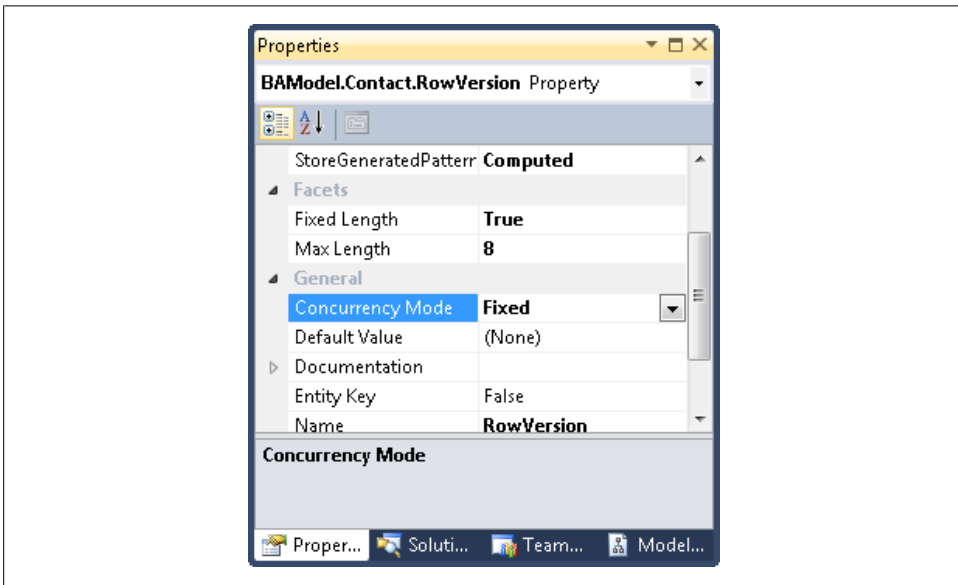 Properties
BAModel.Contact.RowVersion Property
StoreGeneratedPatterr Computed
Facets
Fixed Length True
Max Length 8
General
Concurrency Mode Fixed
Default Value (None)
Documentation
Entity Key False
Name RowVersion
Concurrency Mode
Proper... Soluti... Team... Model...